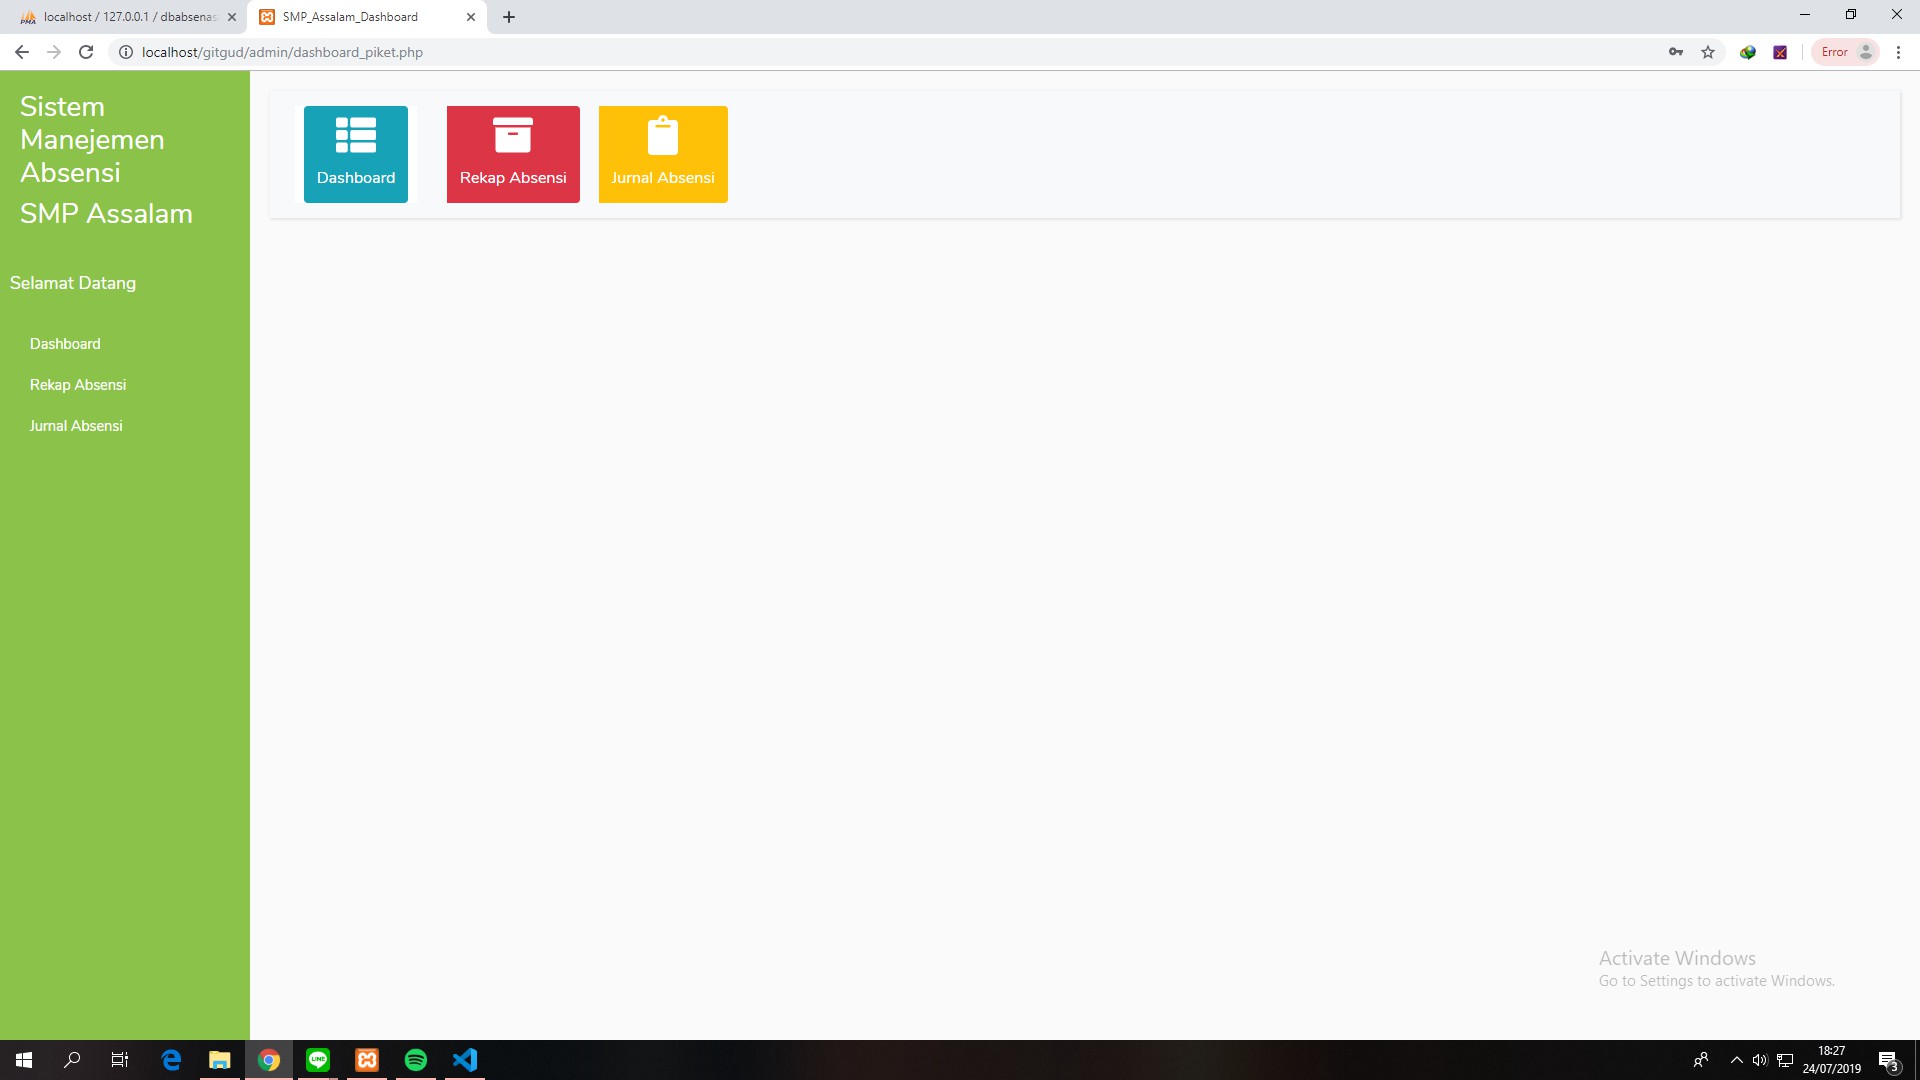 localhost / 127.0.0.1 / dbabsenas
SMP_Assalam_Dashboard
localhost/gitgud/admin/dashboard_piket.php
Error
Sistem
Manejemen
Absensi
SMP Assalam
Selamat Datang
Dashboard
Rekap Absensi
Jurnal Absensi
Dashboard
Rekap Absensi
Jurnal Absensi
Activate Windows
Go to Settings to activate Windows.
LINE
18:27
24/07/2019
3